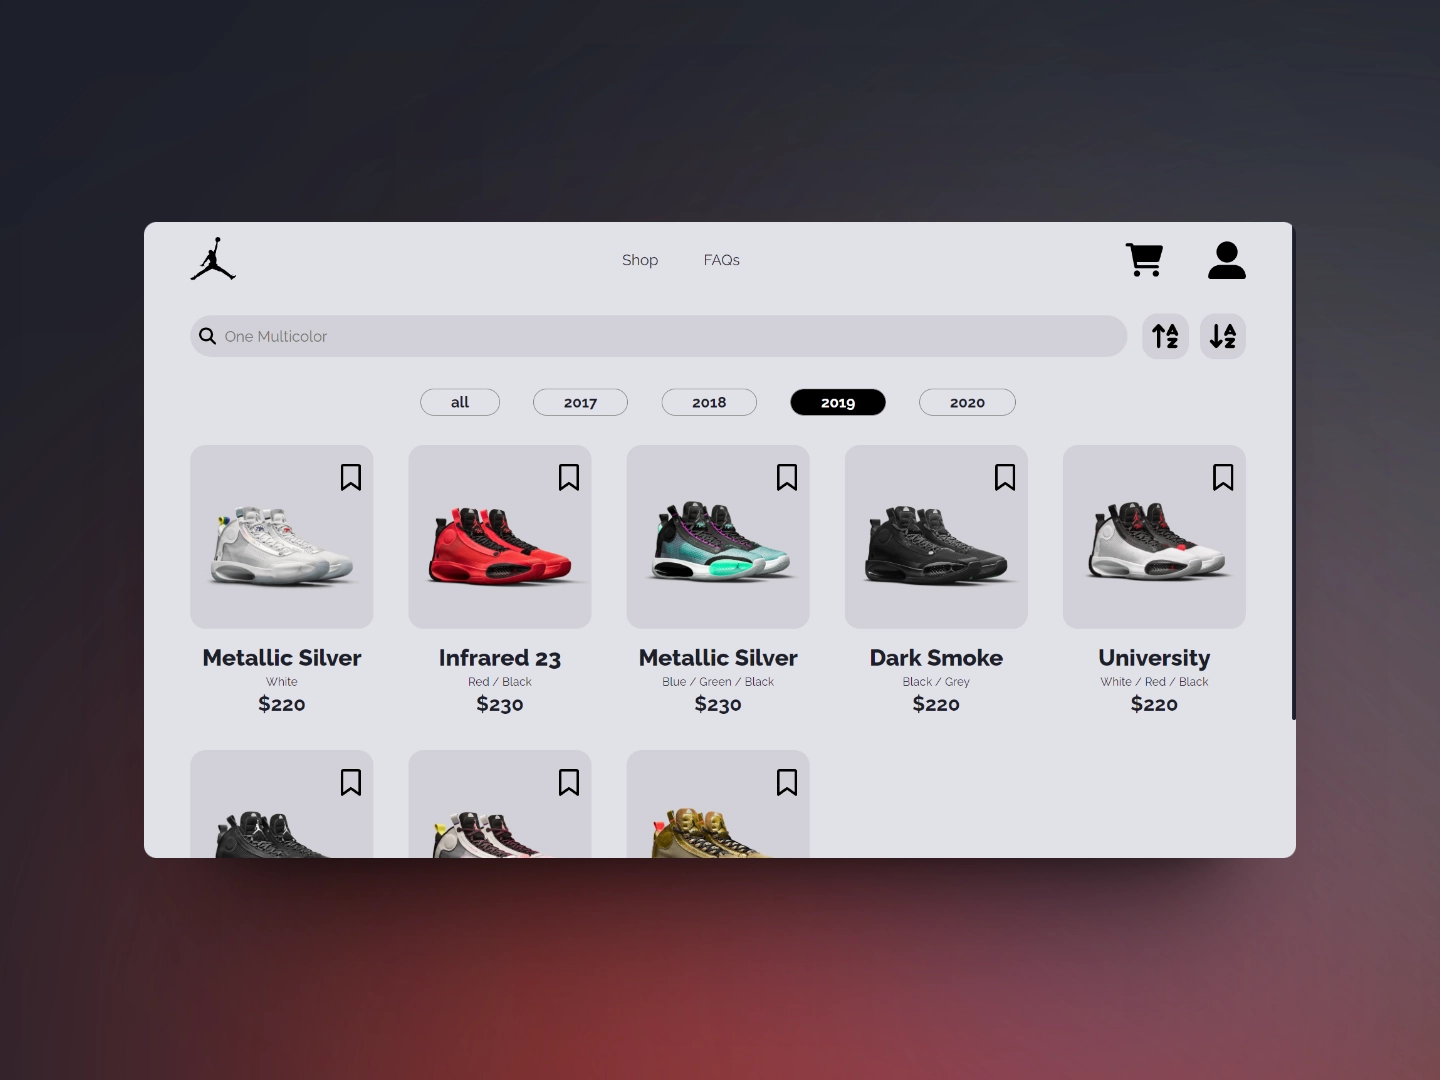 Shop FAQs
One Multicolor
A Z A Z
all 2017 2018 2019 2020
Metallic Silver Infrared 23 Metallic Silver Dark Smoke University
White Red / Black Blue / Green / Black Black / Grey White / Red / Black
$220 $230 $230 $220 $220